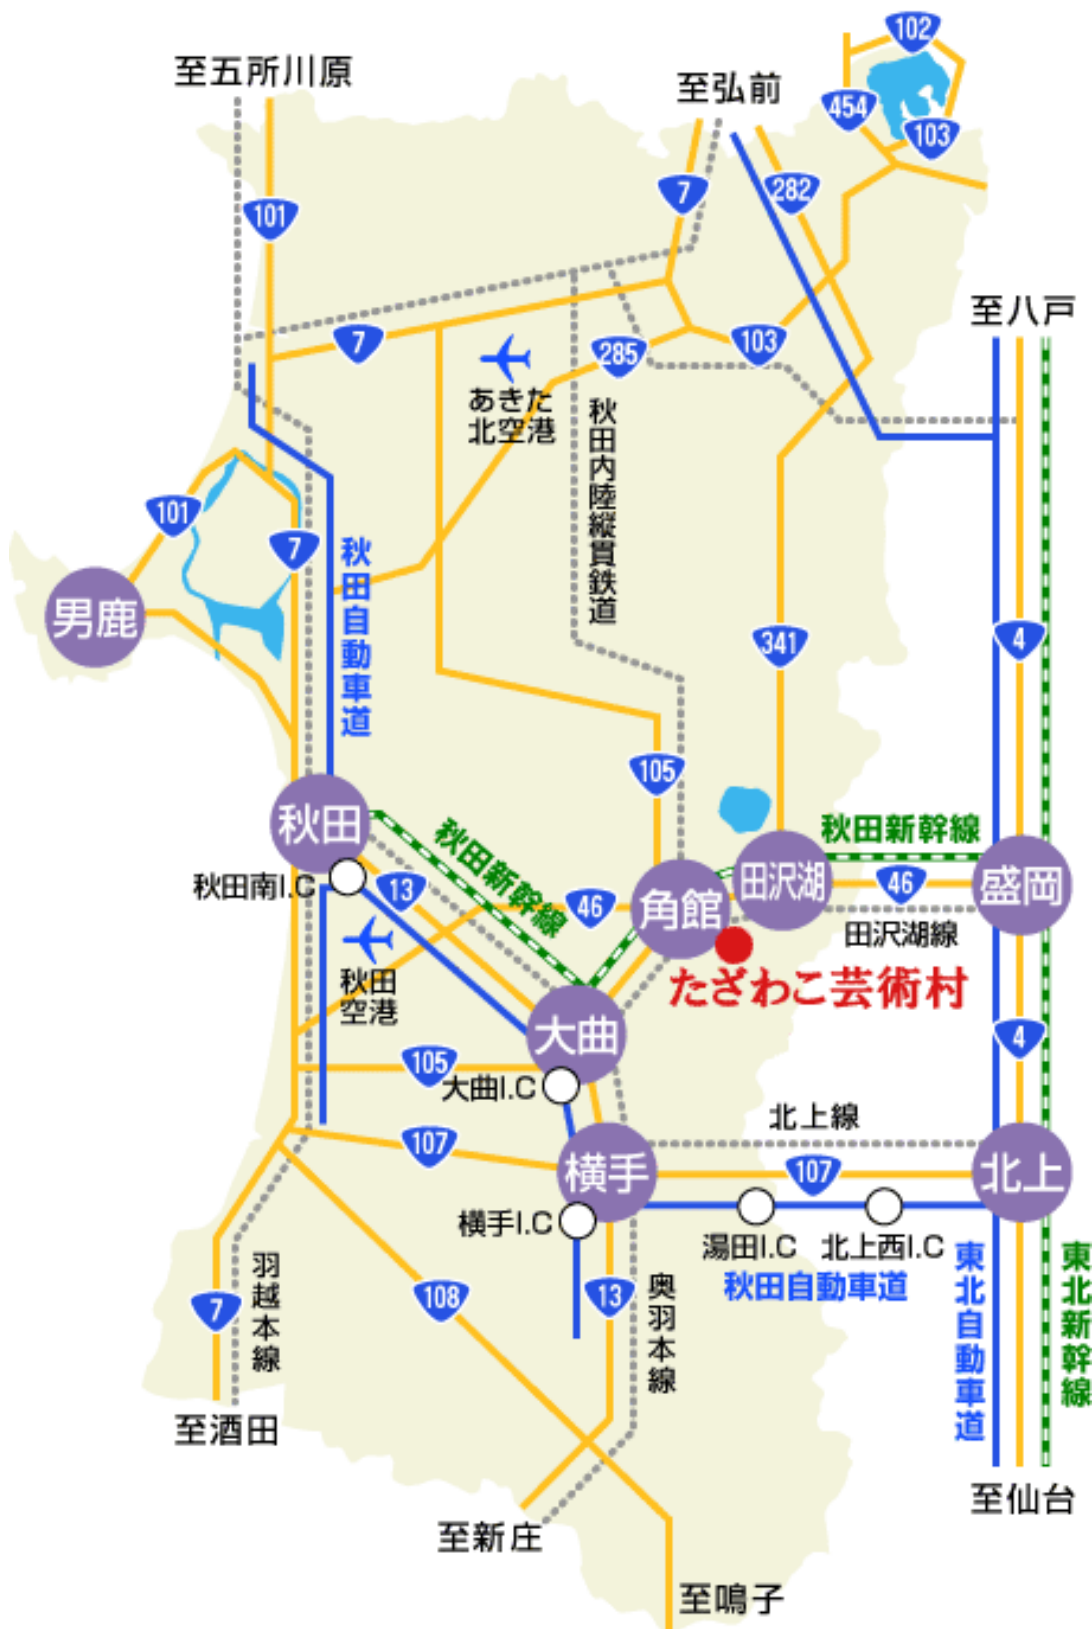 102
至五所川原
至弘前
454
103
7
282
101
至八戸
7
103
285
あきた
北空港
秋田内陸縦貫鉄道
101
7
秋田自動車道
男鹿
341
4
105
秋田
秋田新幹線
秋田新幹線
田沢湖
盛岡
46
秋田南I.C
13
46
角館
田沢湖線
秋田
空港
たざわこ芸術村
大曲
4
105
大曲I.C
107
北上線
横手
107
北上
横手I.C
湯田I.C
北上西I.C
秋田自動車道
羽越本線
7
108
13
奥羽本線
東北自動車道
東北新幹線
至酒田
至仙台
至新庄
至鳴子